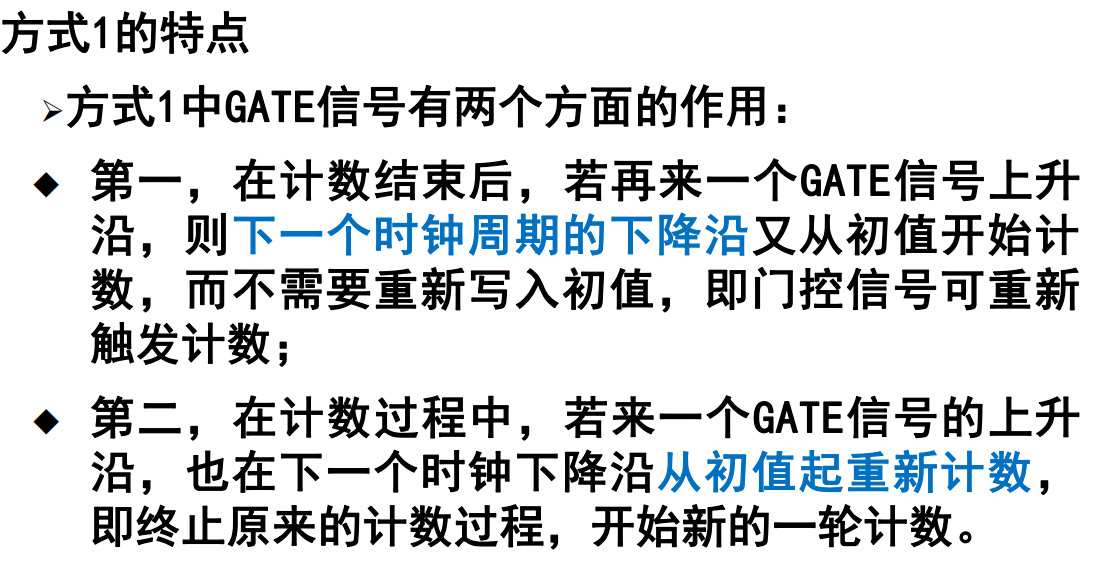 方式1的特点
➢方式1中GATE信号有两个方面的作用：
◆ 第一，在计数结束后，若再来一个GATE信号上升
沿，则下一个时钟周期的下降沿又从初值开始计
数，而不需要重新写入初值，即门控信号可重新
触发计数；
◆ 第二，在计数过程中，若来一个GATE信号的上升
沿，也在下一个时钟下降沿从初值起重新计数，
即终止原来的计数过程，开始新的一轮计数。